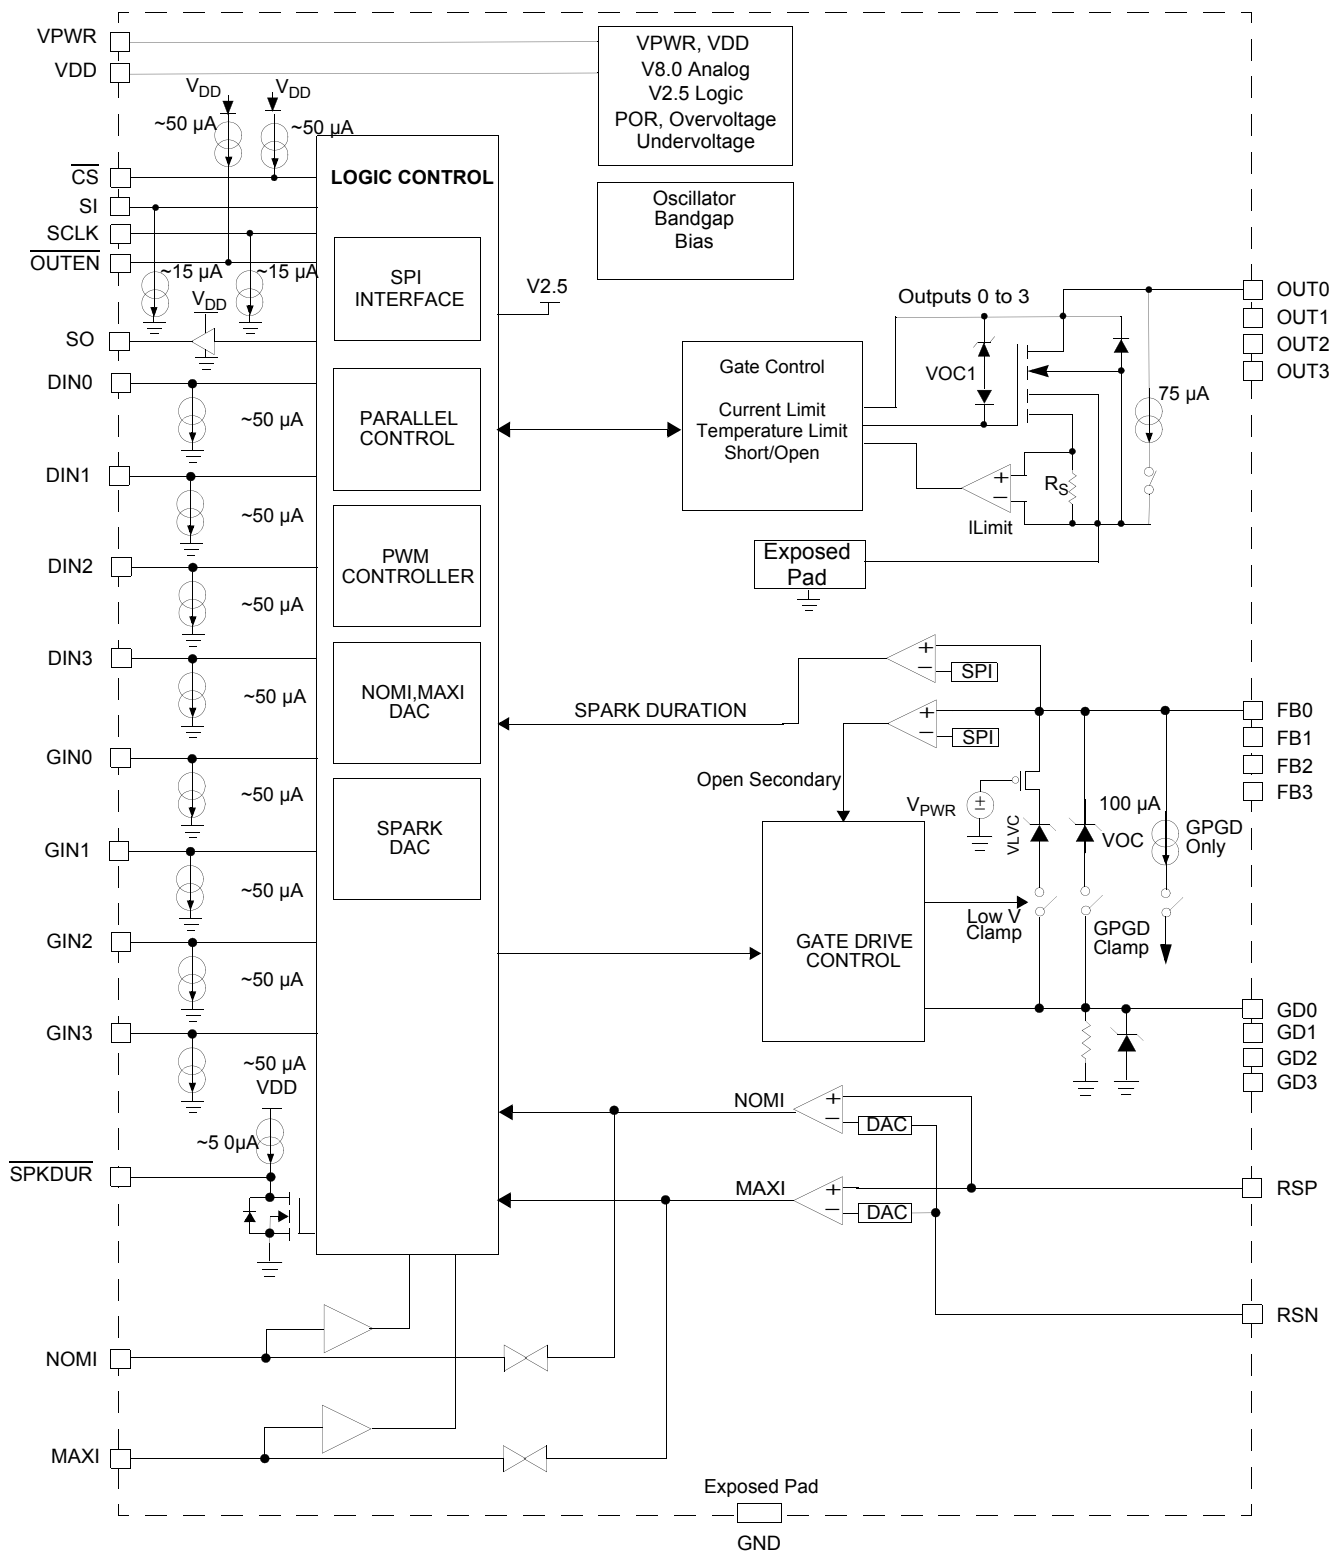 VPWR
VDD
VDD
VDD
~50 µA
~50 µA
CS
SI
SCLK
OUTEN
~15 µA
~15 µA
VDD
SO
DIN0
~50 µA
DIN1
~50 µA
DIN2
~50 µA
DIN3
~50 µA
GIN0
~50 µA
GIN1
~50 µA
GIN2
~50 µA
GIN3
~50 µA
VDD
~5 0µA
SPKDUR
NOMI
MAXI
LOGIC CONTROL
SPI
INTERFACE
V2.5
PARALLEL
CONTROL
PWM
CONTROLLER
NOMI,MAXI
DAC
SPARK
DAC
VPWR, VDD
V8.0 Analog
V2.5 Logic
POR, Overvoltage
Undervoltage
Oscillator
Bandgap
Bias
Outputs 0 to 3
Gate Control
Current Limit
Temperature Limit
Short/Open
VOC1
75 µA
+
−
RS
ILimit
Exposed
Pad
OUT0
OUT1
OUT2
OUT3
SPARK DURATION
+
−
SPI
+
−
SPI
Open Secondary
VPWR
±
VLVC
100 µA
VOC
GPGD
Only
Low V
Clamp
GPGD
Clamp
GATE DRIVE
CONTROL
FB0
FB1
FB2
FB3
GD0
GD1
GD2
GD3
NOMI
+
−
DAC
MAXI
+
−
DAC
RSP
RSN
Exposed Pad
GND